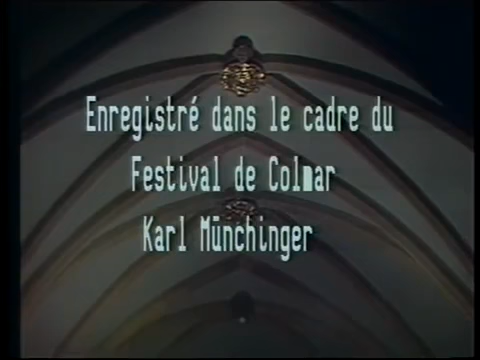 Enregistré dans le cadre du
Festival de Colmar
Karl Münchinger